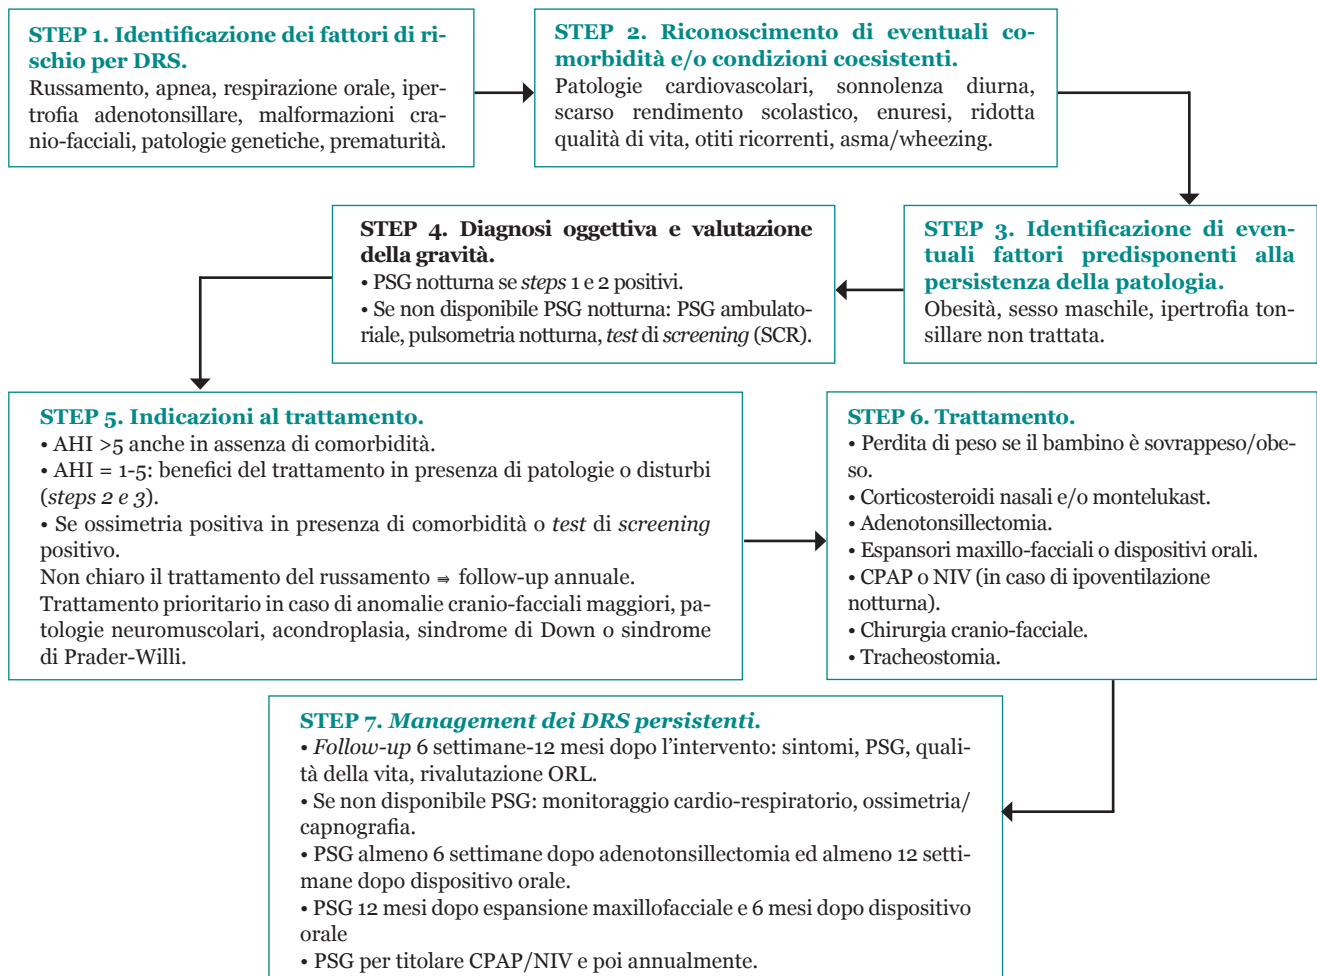 STEP 1. Identificazione dei fattori di ri-
schio per DRS.
Russamento, apnea, respirazione orale, iper-
trofia adenotonsillare, malformazioni cra-
nio-facciali, patologie genetiche, prematurità.
STEP 2. Riconoscimento di eventuali co-
morbidità e/o condizioni coesistenti.
Patologie cardiovascolari, sonnolenza diurna,
scarso rendimento scolastico, enuresi, ridotta
qualità di vita, otiti ricorrenti, asma/wheezing.
STEP 3. Identificazione di even-
tuali fattori predisponenti alla
persistenza della patologia.
Obesità, sesso maschile, ipertrofia ton-
sillare non trattata.
STEP 4. Diagnosi oggettiva e valutazione
della gravità.
• PSG notturna se steps 1 e 2 positivi.
• Se non disponibile PSG notturna: PSG ambulato-
riale, pulsometria notturna, test di screening (SCR).
STEP 5. Indicazioni al trattamento.
• AHI >5 anche in assenza di comorbidità.
• AHI = 1-5: benefici del trattamento in presenza di patologie o disturbi
(steps 2 e 3).
• Se ossimetria positiva in presenza di comorbidità o test di screening
positivo.
Non chiaro il trattamento del russamento ⇛ follow-up annuale.
Trattamento prioritario in caso di anomalie cranio-facciali maggiori, pa-
tologie neuromuscolari, acondroplasia, sindrome di Down o sindrome
di Prader-Willi.
STEP 6. Trattamento.
• Perdita di peso se il bambino è sovrappeso/obe-
so.
• Corticosteroidi nasali e/o montelukast.
• Adenotonsillectomia.
• Espansori maxillo-facciali o dispositivi orali.
• CPAP o NIV (in caso di ipoventilazione
notturna).
• Chirurgia cranio-facciale.
• Tracheostomia.
STEP 7. Management dei DRS persistenti.
• Follow-up 6 settimane-12 mesi dopo l’intervento: sintomi, PSG, quali-
tà della vita, rivalutazione ORL.
• Se non disponibile PSG: monitoraggio cardio-respiratorio, ossimetria/
capnografia.
• PSG almeno 6 settimane dopo adenotonsillectomia ed almeno 12 setti-
mane dopo dispositivo orale.
• PSG 12 mesi dopo espansione maxillofacciale e 6 mesi dopo dispositivo
orale
• PSG per titolare CPAP/NIV e poi annualmente.